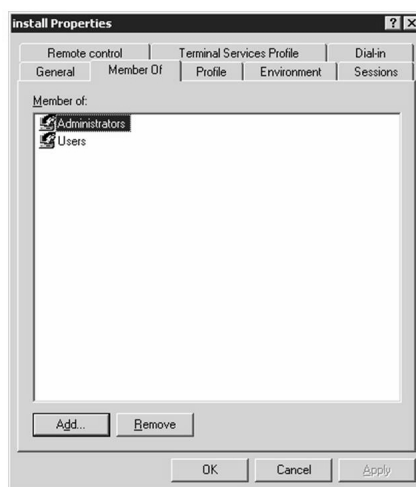 install Properties
Remote control Terminal Services Profile Dial-in
General Member Of Profile Environment Sessions
Member of:
Administrators
Users
Add... Remove
OK Cancel Apply